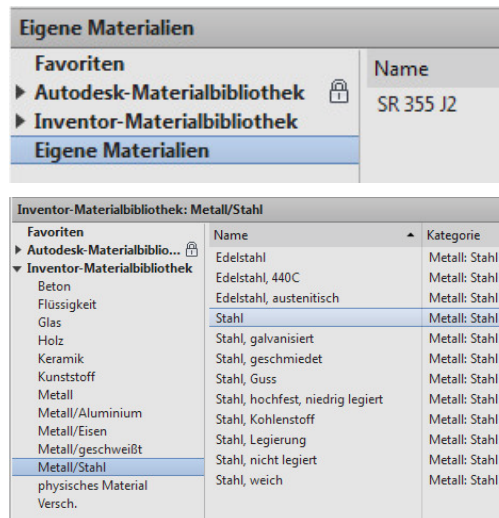 Eigene Materialien
Favoriten
Autodesk-Materialbibliothek
Inventor-Materialbibliothek
Eigene Materialien
Name
SR 355 J2
Inventor-Materialbibliothek: Metall/Stahl
Favoriten
Autodesk-Materialbiblio...
Inventor-Materialbibliothek
Beton
Flüssigkeit
Glas
Holz
Keramik
Kunststoff
Metall
Metall/Aluminium
Metall/Eisen
Metall/geschweißt
Metall/Stahl
physisches Material
Versch.
Name Kategorie
Edelstahl Metall: Stahl
Edelstahl, 440C Metall: Stahl
Edelstahl, austenitisch Metall: Stahl
Stahl Metall: Stahl
Stahl, galvanisiert Metall: Stahl
Stahl, geschmiedet Metall: Stahl
Stahl, Guss Metall: Stahl
Stahl, hochfest, niedrig legiert Metall: Stahl
Stahl, Kohlenstoff Metall: Stahl
Stahl, Legierung Metall: Stahl
Stahl, nicht legiert Metall: Stahl
Stahl, weich Metall: Stahl